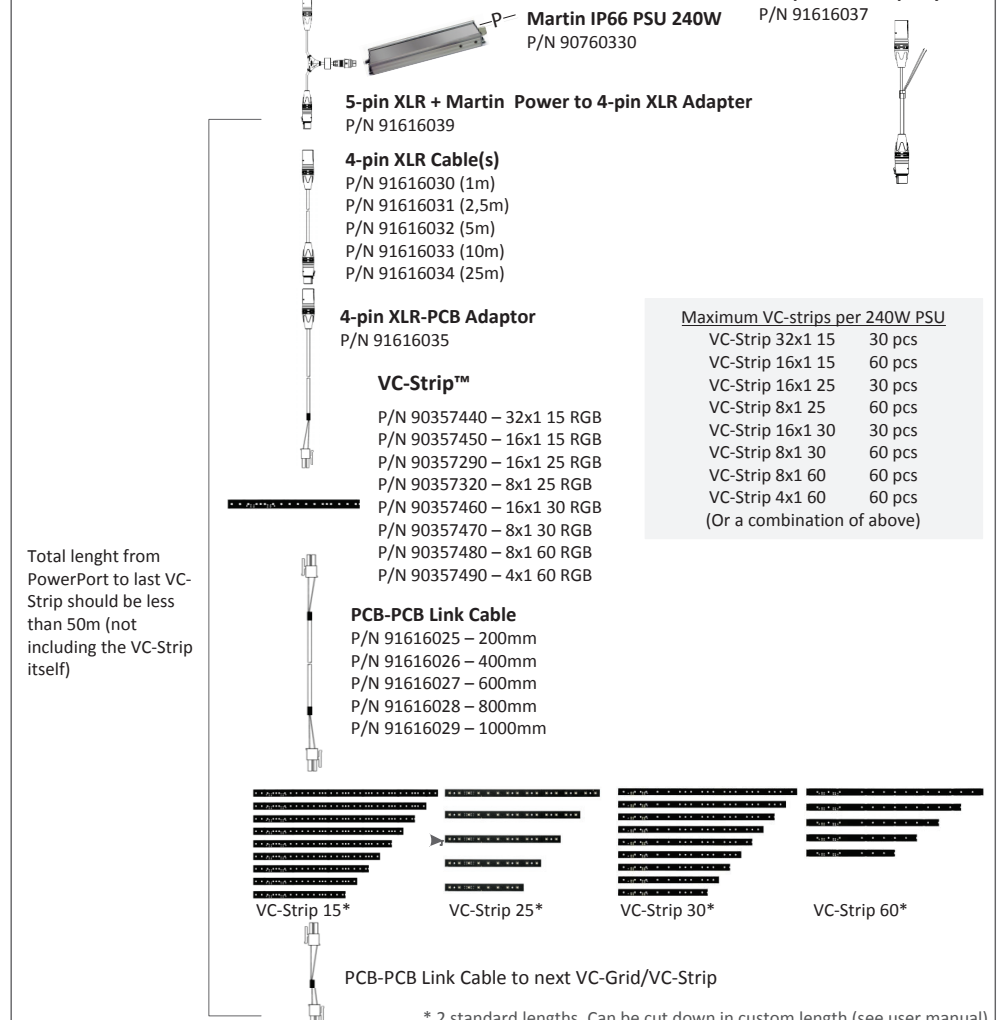 P
Martin IP66 PSU 240W
P/N 90760330
P/N 91616037
5-pin XLR + Martin Power to 4-pin XLR Adapter
P/N 91616039
4-pin XLR Cable(s)
P/N 91616030 (1m)
P/N 91616031 (2,5m)
P/N 91616032 (5m)
P/N 91616033 (10m)
P/N 91616034 (25m)
4-pin XLR-PCB Adaptor
P/N 91616035
Maximum VC-strips per 240W PSU
VC-Strip 32x1 15 30 pcs
VC-Strip 16x1 15 60 pcs
VC-Strip 16x1 25 30 pcs
VC-Strip 8x1 25 60 pcs
VC-Strip 16x1 30 30 pcs
VC-Strip 8x1 30 60 pcs
VC-Strip 8x1 60 60 pcs
VC-Strip 4x1 60 60 pcs
(Or a combination of above)
VC-Strip™
P/N 90357440 – 32x1 15 RGB
P/N 90357450 – 16x1 15 RGB
P/N 90357290 – 16x1 25 RGB
P/N 90357320 – 8x1 25 RGB
P/N 90357460 – 16x1 30 RGB
P/N 90357470 – 8x1 30 RGB
P/N 90357480 – 8x1 60 RGB
P/N 90357490 – 4x1 60 RGB
Total lenght from
PowerPort to last VC-
Strip should be less
than 50m (not
including the VC-Strip
itself)
PCB-PCB Link Cable
P/N 91616025 – 200mm
P/N 91616026 – 400mm
P/N 91616027 – 600mm
P/N 91616028 – 800mm
P/N 91616029 – 1000mm
VC-Strip 15*
VC-Strip 25*
VC-Strip 30*
VC-Strip 60*
PCB-PCB Link Cable to next VC-Grid/VC-Strip
* 2 standard lengths. Can be cut down in custom length (see user manual)